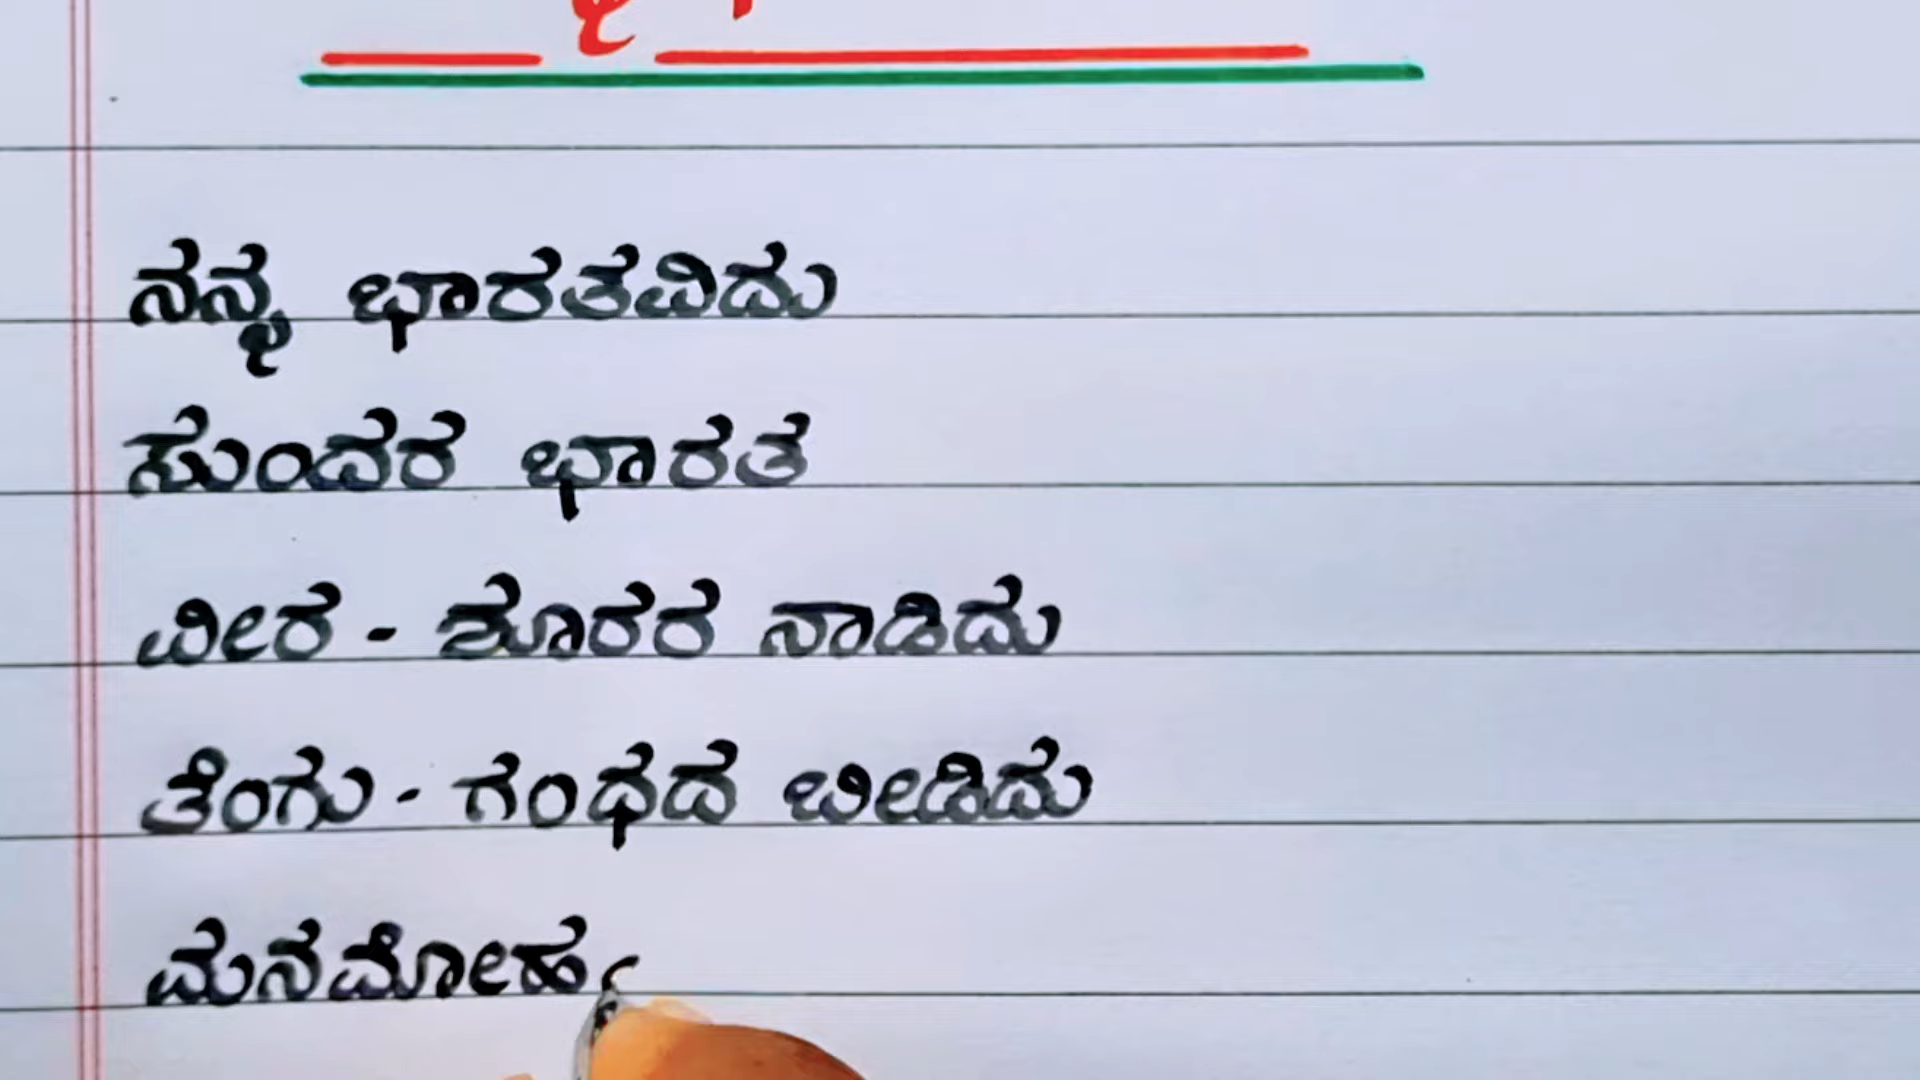 ನನ್ನ ಭಾರತವಿದು
ಸುಂದರ ಭಾರತ
ವೀರ - ಶೂರರ ನಾಡಿದು
ತೆಂಗು - ಗಂಧದ ಬೀಡಿದು
ಮನಮೋಹ